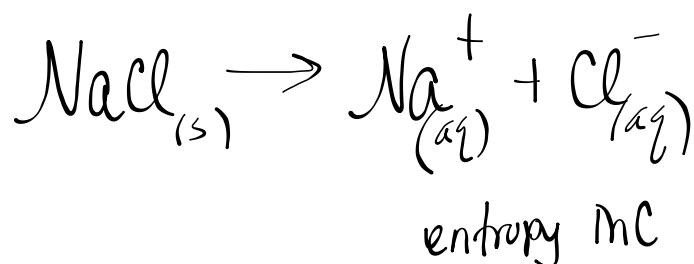 NaCl(s) → Na⁺(aq) + Cl⁻(aq)
entropy inc